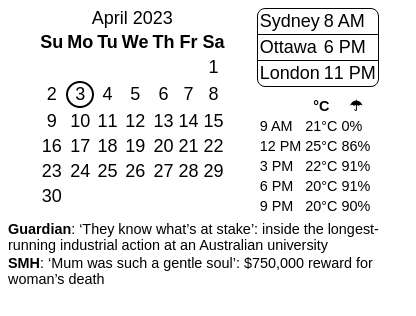 April 2023
Su Mo Tu We Th Fr Sa
1
2 3 4 5 6 7 8
9 10 11 12 13 14 15
16 17 18 19 20 21 22
23 24 25 26 27 28 29
30
Sydney 8 AM
Ottawa 6 PM
London 11 PM
°C ☂
9 AM 21°C 0%
12 PM 25°C 86%
3 PM 22°C 91%
6 PM 20°C 91%
9 PM 20°C 90%
Guardian: ‘They know what’s at stake’: inside the longest-
running industrial action at an Australian university
SMH: ‘Mum was such a gentle soul’: $750,000 reward for
woman’s death